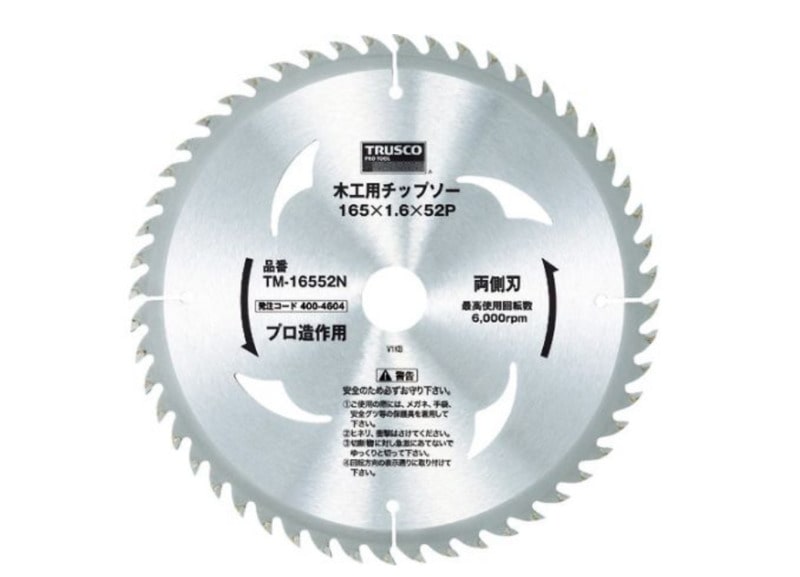 TRUSCO
PRO TOOL
木工用チップソー
165×1.6×52P
品番
TM-16552N
発注コード 400-4604
プロ造作用
両側刃
最高使用回転数
6,000rpm
警告
安全のため必ずお守り下さい。
①ご使用の際には、メガネ、手袋、
安全グツ等の保護具を着用して
下さい。
②ヒネリ、衝撃はさけてください。
③切断物に対し急激にあてないで
ゆっくりと切って下さい。
④回転方向の表示通りに取り付けて
下さい。